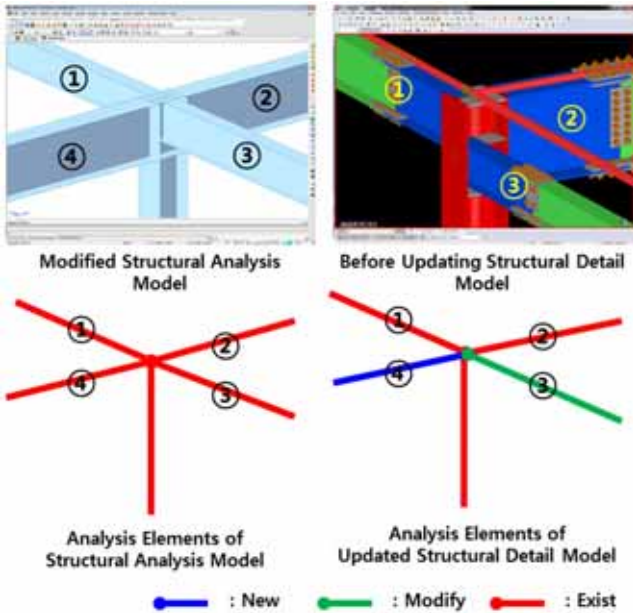 ① ② ④ ③
① ② ③
Modified Structural Analysis
Model
Before Updating Structural Detail
Model
① ② ④ ③
① ② ④ ③
Analysis Elements of
Structural Analysis Model
Analysis Elements of
Updated Structural Detail Model
: New : Modify : Exist